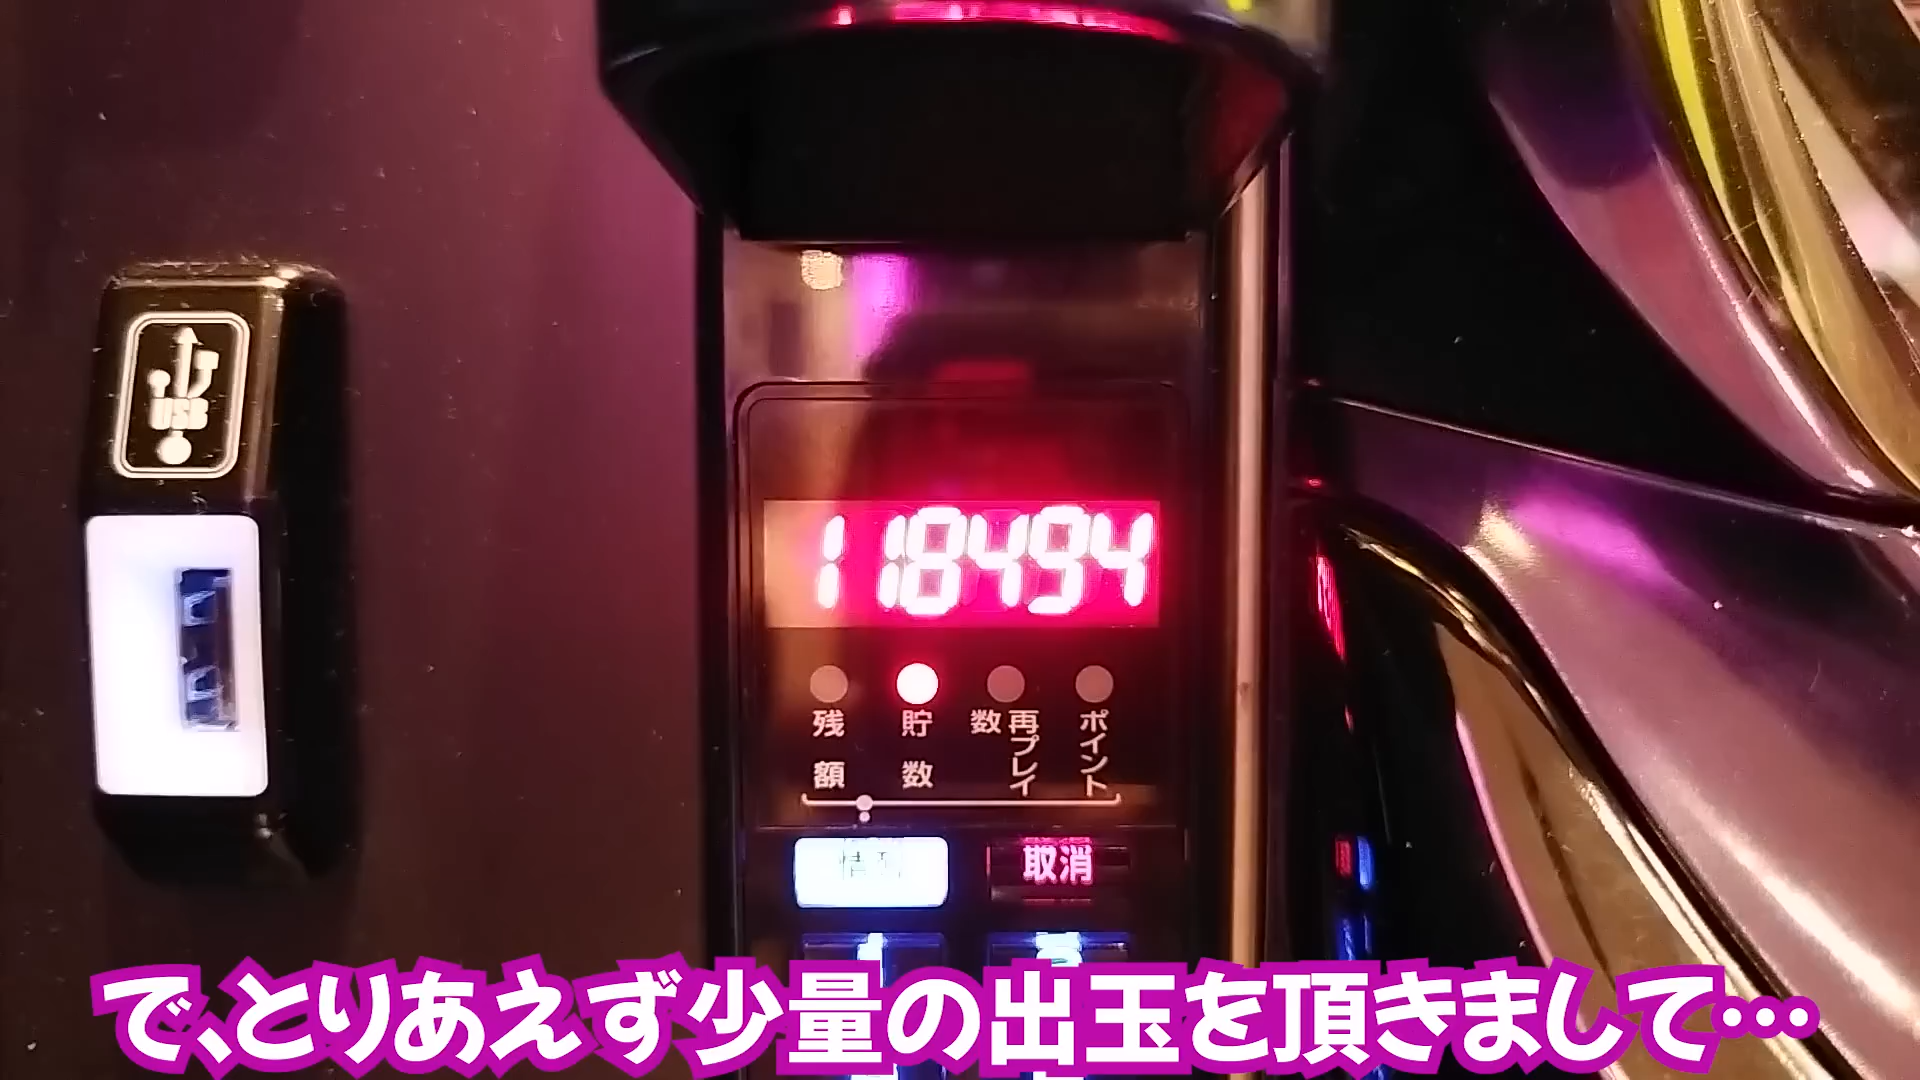 USB
118494
残額
貯数
再プレイ数
ポイント
取消
で、とりあえず少量の出玉を頂きまして…